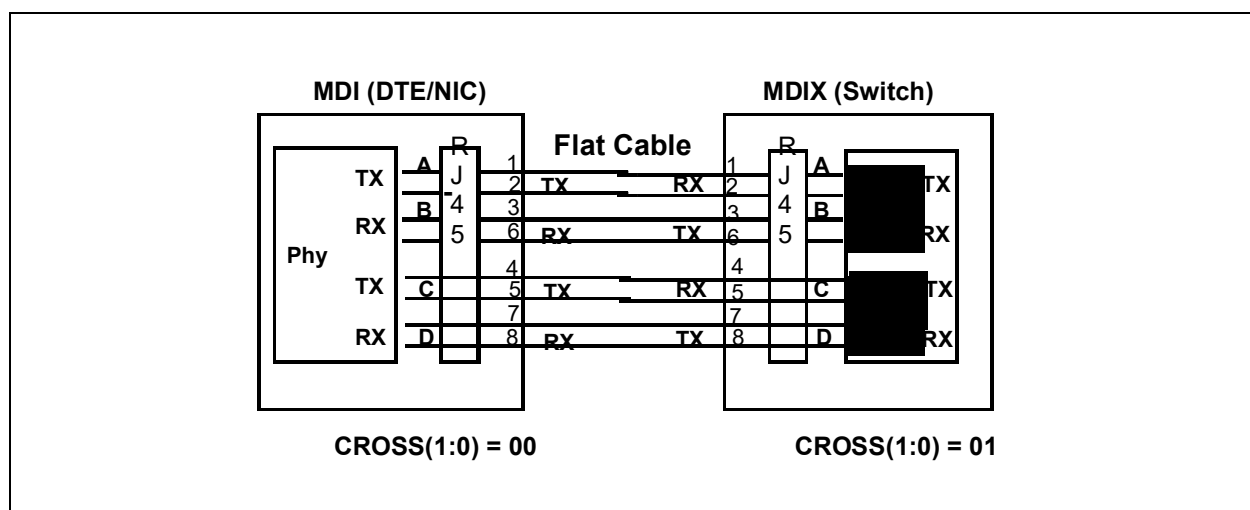 MDI (DTE/NIC)
MDIX (Switch)
Flat Cable
Phy
TX
RX
TX
RX
A
B
C
D
R
J
4
5
-
1
2
3
6
4
5
7
8
TX
RX
TX
RX
RX
TX
RX
TX
1
2
3
6
4
5
7
8
R
J
4
5
A
B
C
D
TX
RX
TX
RX
CROSS(1:0) = 00
CROSS(1:0) = 01